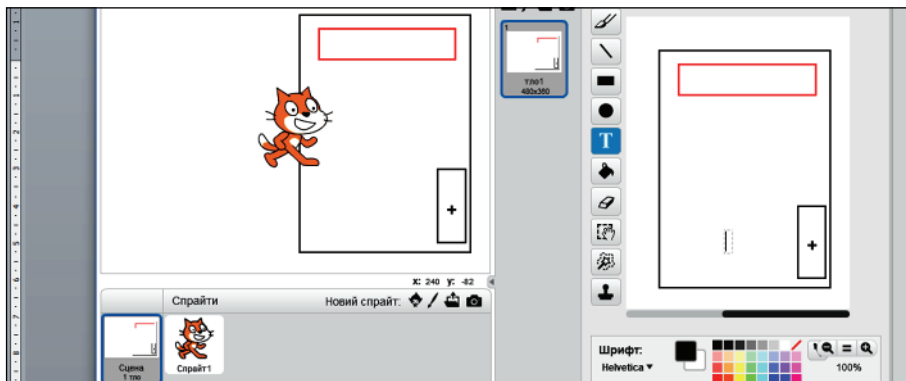 +
x: 240 y: -82
Спрайти
Новий спрайт:
Сцена
1 тло
Спрайт1
1
тло1
480x360
T
+
Шрифт:
Helvetica
100%